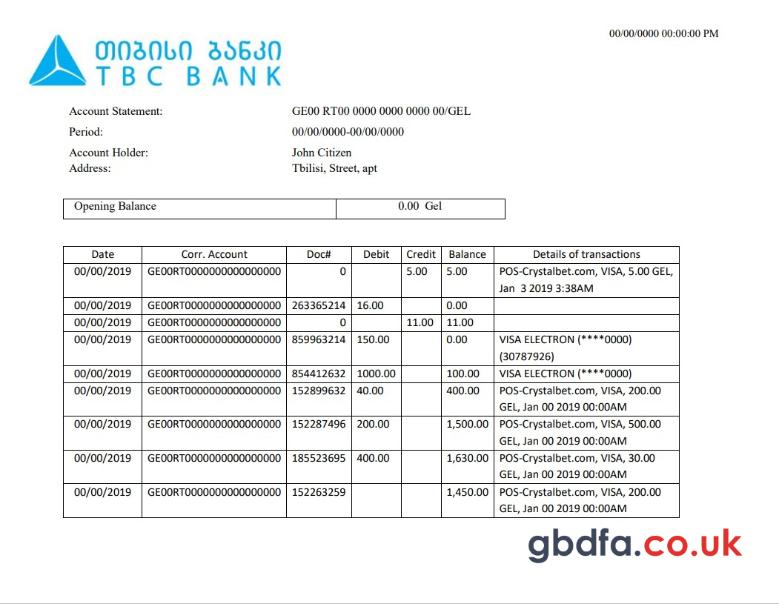 00/00/0000 00:00:00 PM
თიბისი ბანკი
TBC BANK
Account Statement: GE00 RT00 0000 0000 0000 00/GEL
Period: 00/00/0000-00/00/0000
Account Holder: John Citizen
Address: Tbilisi, Street, apt
Opening Balance 0.00 Gel
Date Corr. Account Doc# Debit Credit Balance Details of transactions
00/00/2019 GE00RT0000000000000000 0 5.00 5.00 POS-Crystalbet.com, VISA, 5.00 GEL,
Jan 3 2019 3:38AM
00/00/2019 GE00RT0000000000000000 263365214 16.00 0.00
00/00/2019 GE00RT0000000000000000 0 11.00 11.00
00/00/2019 GE00RT0000000000000000 859963214 150.00 0.00 VISA ELECTRON (****0000)
(30787926)
00/00/2019 GE00RT0000000000000000 854412632 1000.00 100.00 VISA ELECTRON (****0000)
00/00/2019 GE00RT0000000000000000 152899632 40.00 400.00 POS-Crystalbet.com, VISA, 200.00
GEL, Jan 00 2019 00:00AM
00/00/2019 GE00RT0000000000000000 152287496 200.00 1,500.00 POS-Crystalbet.com, VISA, 500.00
GEL, Jan 00 2019 00:00AM
00/00/2019 GE00RT0000000000000000 185523695 400.00 1,630.00 POS-Crystalbet.com, VISA, 30.00
GEL, Jan 00 2019 00:00AM
00/00/2019 GE00RT0000000000000000 152263259 1,450.00 POS-Crystalbet.com, VISA, 200.00
GEL, Jan 00 2019 00:00AM
gbdfa.co.uk